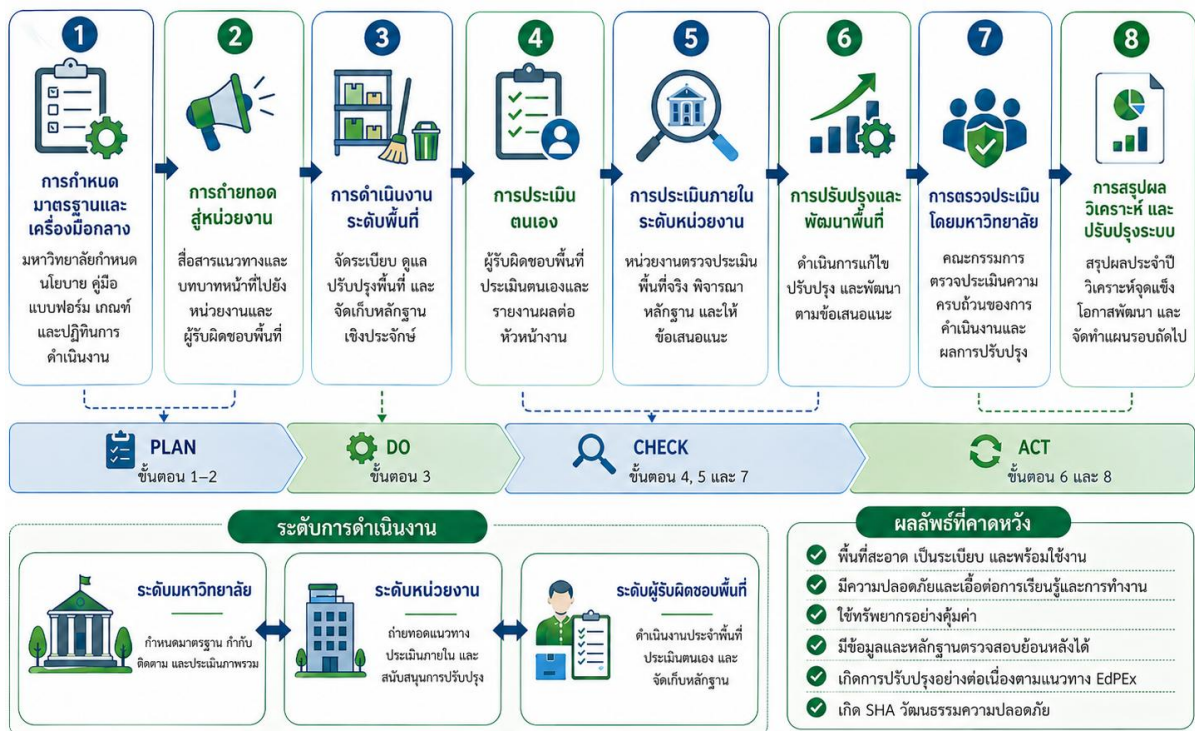 1
การกำหนด
มาตรฐานและ
เครื่องมือกลาง
มหาวิทยาลัยกำหนด
นโยบาย คู่มือ
แบบฟอร์ม เกณฑ์
และปฏิทินการ
ดำเนินงาน
2
การถ่ายทอด
สู่หน่วยงาน
สื่อสารแนวทางและ
บทบาทหน้าที่ไปยัง
หน่วยงานและ
ผู้รับผิดชอบพื้นที่
3
การดำเนินงาน
ระดับพื้นที่
จัดระเบียบ ดูแล
ปรับปรุงพื้นที่ และ
จัดเก็บหลักฐาน
เชิงประจักษ์
4
การประเมิน
ตนเอง
ผู้รับผิดชอบพื้นที่
ประเมินตนเองและ
รายงานผลต่อ
หัวหน้างาน
5
การประเมินภายใน
ระดับหน่วยงาน
หน่วยงานตรวจประเมิน
พื้นที่จริง พิจารณา
หลักฐาน และให้
ข้อเสนอแนะ
6
การปรับปรุงและ
พัฒนาพื้นที่
ดำเนินการแก้ไข
ปรับปรุง และพัฒนา
ตามข้อเสนอแนะ
7
การตรวจประเมิน
โดยมหาวิทยาลัย
คณะกรรมการ
ตรวจประเมินความ
ครบถ้วนของการ
ดำเนินงานและ
ผลการปรับปรุง
8
การสรุปผล
วิเคราะห์ และ
ปรับปรุงระบบ
สรุปผลประจำปี
วิเคราะห์จุดแข็ง
โอกาสพัฒนา และ
จัดทำแผนรอบถัดไป
PLAN
ขั้นตอน 1–2
DO
ขั้นตอน 3
CHECK
ขั้นตอน 4, 5 และ 7
ACT
ขั้นตอน 6 และ 8
ระดับการดำเนินงาน
ระดับมหาวิทยาลัย
กำหนดมาตรฐาน กำกับ
ติดตาม และประเมินภาพรวม
ระดับหน่วยงาน
ถ่ายทอดแนวทาง
ประเมินภายใน และ
สนับสนุนการปรับปรุง
ระดับผู้รับผิดชอบพื้นที่
ดำเนินงานประจำพื้นที่
ประเมินตนเอง และ
จัดเก็บหลักฐาน
ผลลัพธ์ที่คาดหวัง
พื้นที่สะอาด เป็นระเบียบ และพร้อมใช้งาน
มีความปลอดภัยและเอื้อต่อการเรียนรู้และการทำงาน
ใช้ทรัพยากรอย่างคุ้มค่า
มีข้อมูลและหลักฐานตรวจสอบย้อนหลังได้
เกิดการปรับปรุงอย่างต่อเนื่องตามแนวทาง EdPEx
เกิด SHA วัฒนธรรมความปลอดภัย